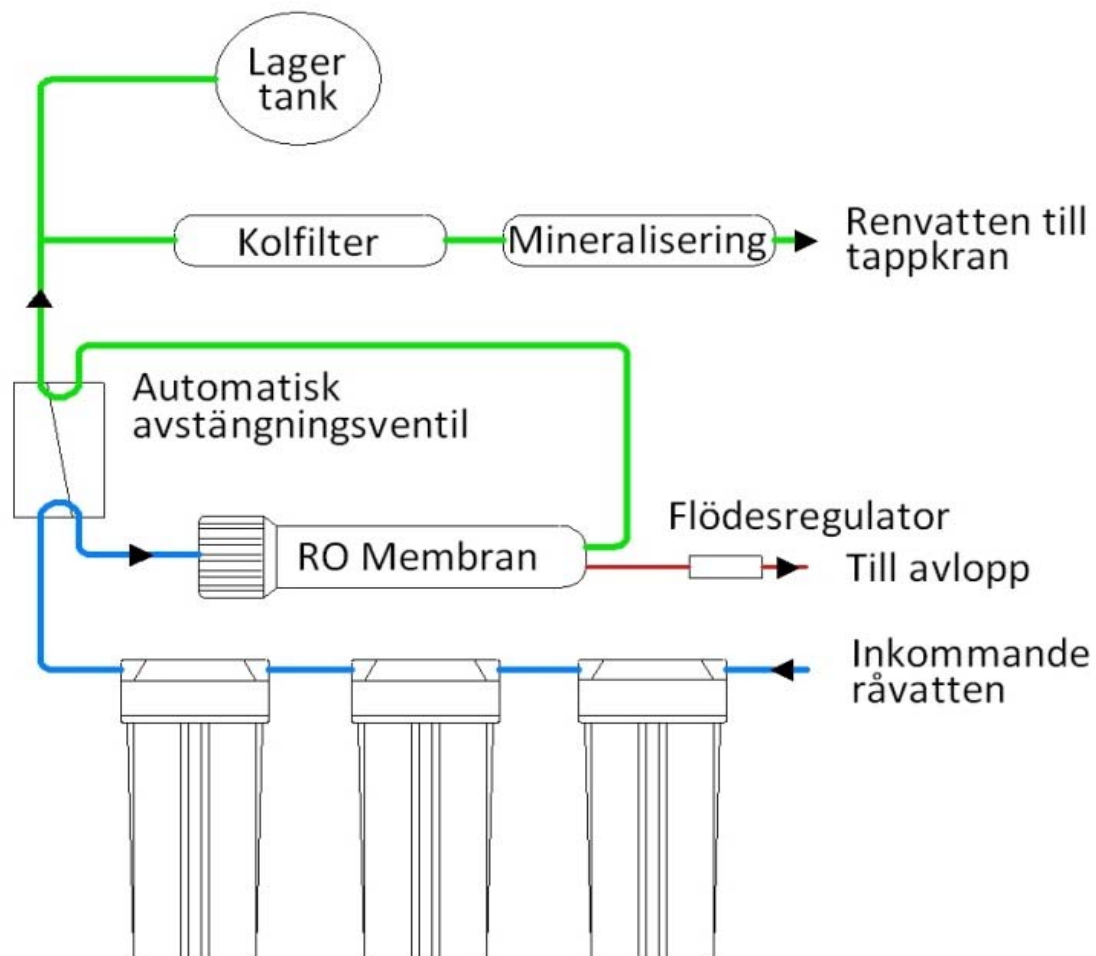 Lager
tank
Kolfilter
Mineralisering
Renvatten till
tappkran
Automatisk
avstängningsventil
Flödesregulator
RO Membran
Till avlopp
Inkommande
råvatten